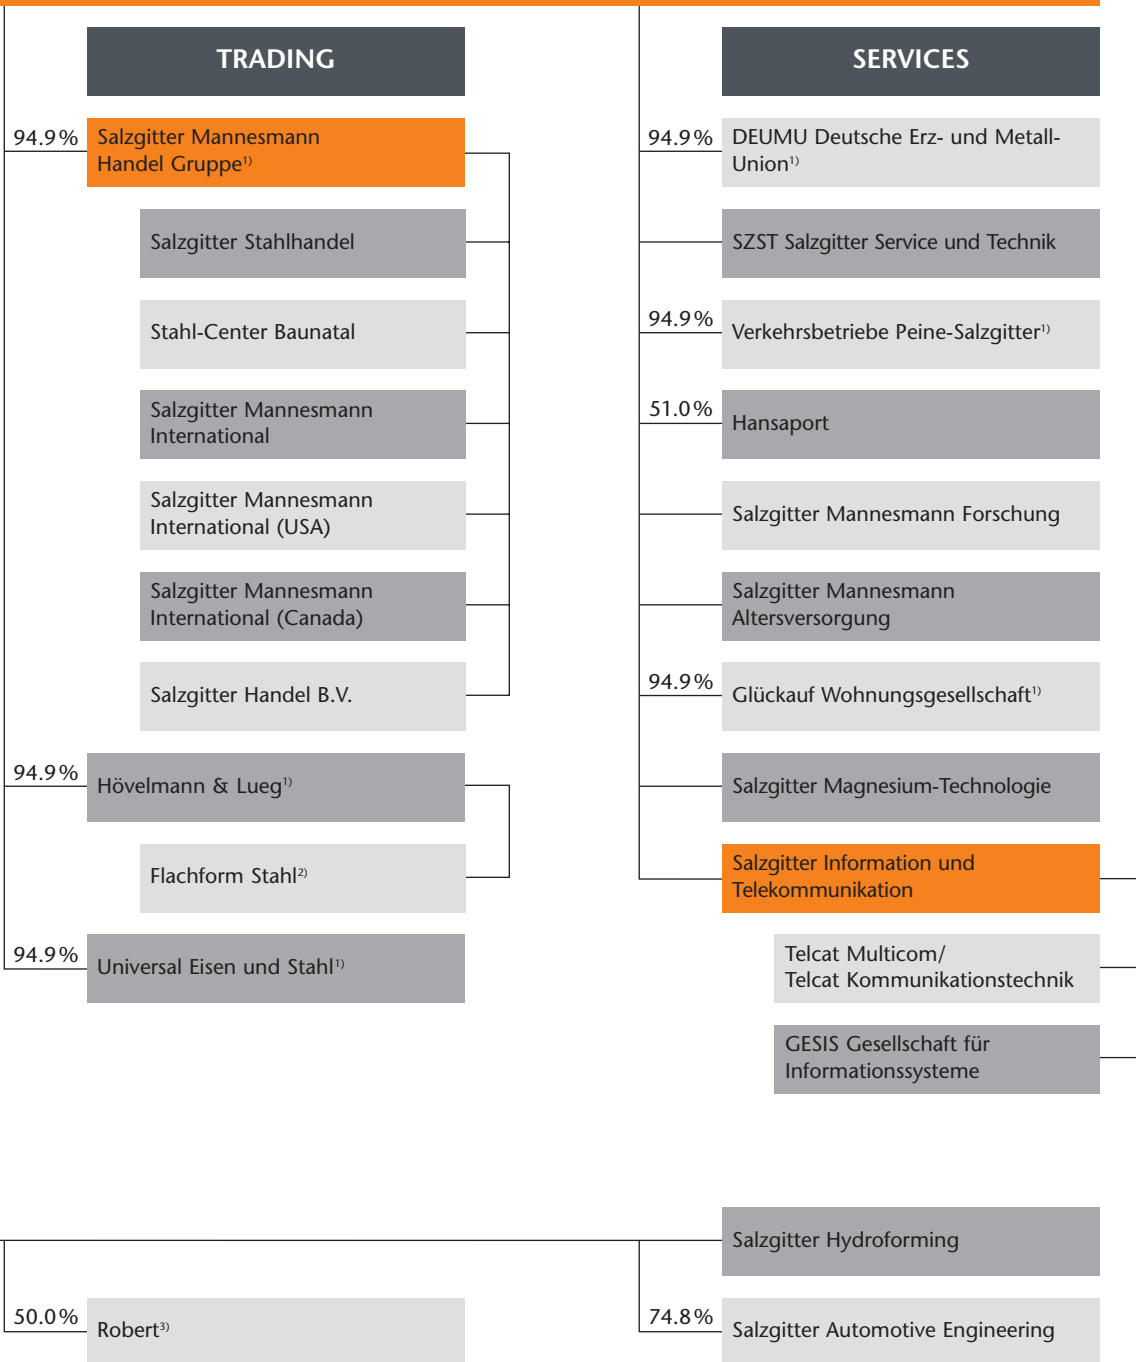 TRADING
94.9%
Salzgitter Mannesmann
Handel Gruppe¹⁾
Salzgitter Stahlhandel
Stahl-Center Baunatal
Salzgitter Mannesmann
International
Salzgitter Mannesmann
International (USA)
Salzgitter Mannesmann
International (Canada)
Salzgitter Handel B.V.
94.9%
Hövelmann & Lueg¹⁾
Flachform Stahl²⁾
94.9%
Universal Eisen und Stahl¹⁾
SERVICES
94.9%
DEUMU Deutsche Erz- und Metall-
Union¹⁾
SZST Salzgitter Service und Technik
94.9%
Verkehrsbetriebe Peine-Salzgitter¹⁾
51.0%
Hansaport
Salzgitter Mannesmann Forschung
Salzgitter Mannesmann
Altersversorgung
94.9%
Glückauf Wohnungsgesellschaft¹⁾
Salzgitter Magnesium-Technologie
Salzgitter Information und
Telekommunikation
Telcat Multicom/
Telcat Kommunikationstechnik
GESIS Gesellschaft für
Informationssysteme
Salzgitter Hydroforming
50.0%
Robert³⁾
74.8%
Salzgitter Automotive Engineering